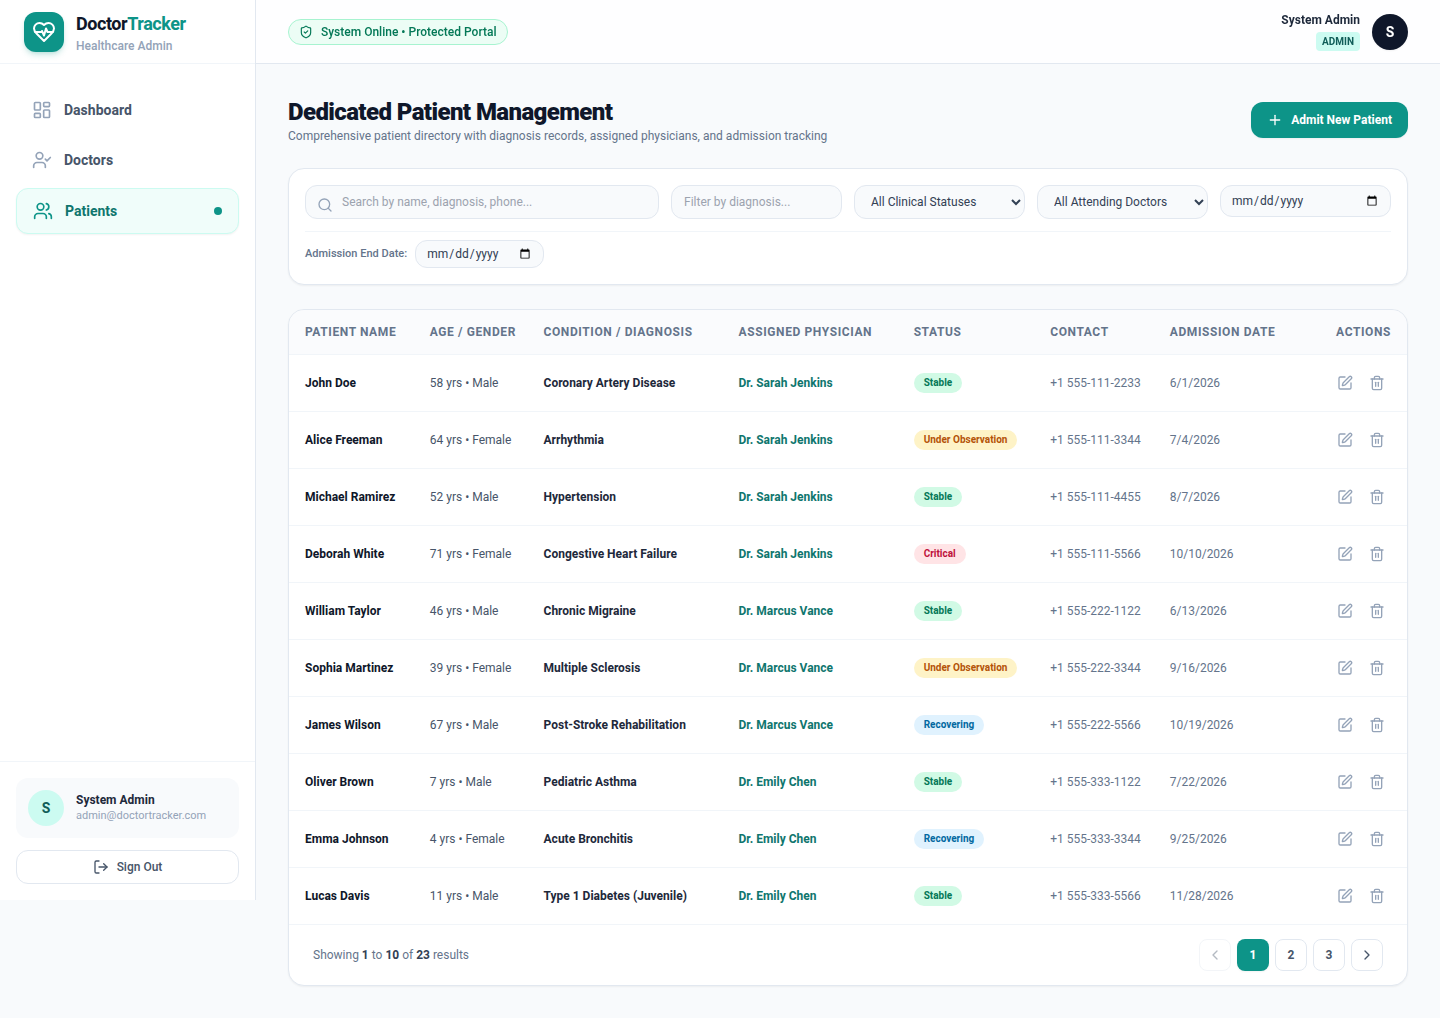 DoctorTracker
Healthcare Admin
System Online • Protected Portal
System Admin
ADMIN
S
Dashboard
Doctors
Patients
Dedicated Patient Management
Comprehensive patient directory with diagnosis records, assigned physicians, and admission tracking
Admit New Patient
Search by name, diagnosis, phone... Filter by diagnosis... All Clinical Statuses All Attending Doctors mm/dd/yyyy
Admission End Date: mm/dd/yyyy
PATIENT NAME AGE / GENDER CONDITION / DIAGNOSIS ASSIGNED PHYSICIAN STATUS CONTACT ADMISSION DATE ACTIONS
John Doe 58 yrs • Male Coronary Artery Disease Dr. Sarah Jenkins Stable +1 555-111-2233 6/1/2026
Alice Freeman 64 yrs • Female Arrhythmia Dr. Sarah Jenkins Under Observation +1 555-111-3344 7/4/2026
Michael Ramirez 52 yrs • Male Hypertension Dr. Sarah Jenkins Stable +1 555-111-4455 8/7/2026
Deborah White 71 yrs • Female Congestive Heart Failure Dr. Sarah Jenkins Critical +1 555-111-5566 10/10/2026
William Taylor 46 yrs • Male Chronic Migraine Dr. Marcus Vance Stable +1 555-222-1122 6/13/2026
Sophia Martinez 39 yrs • Female Multiple Sclerosis Dr. Marcus Vance Under Observation +1 555-222-3344 9/16/2026
James Wilson 67 yrs • Male Post-Stroke Rehabilitation Dr. Marcus Vance Recovering +1 555-222-5566 10/19/2026
Oliver Brown 7 yrs • Male Pediatric Asthma Dr. Emily Chen Stable +1 555-333-1122 7/22/2026
Emma Johnson 4 yrs • Female Acute Bronchitis Dr. Emily Chen Recovering +1 555-333-3344 9/25/2026
Lucas Davis 11 yrs • Male Type 1 Diabetes (Juvenile) Dr. Emily Chen Stable +1 555-333-5566 11/28/2026
Showing 1 to 10 of 23 results
1 2 3
S
System Admin
admin@doctortracker.com
Sign Out